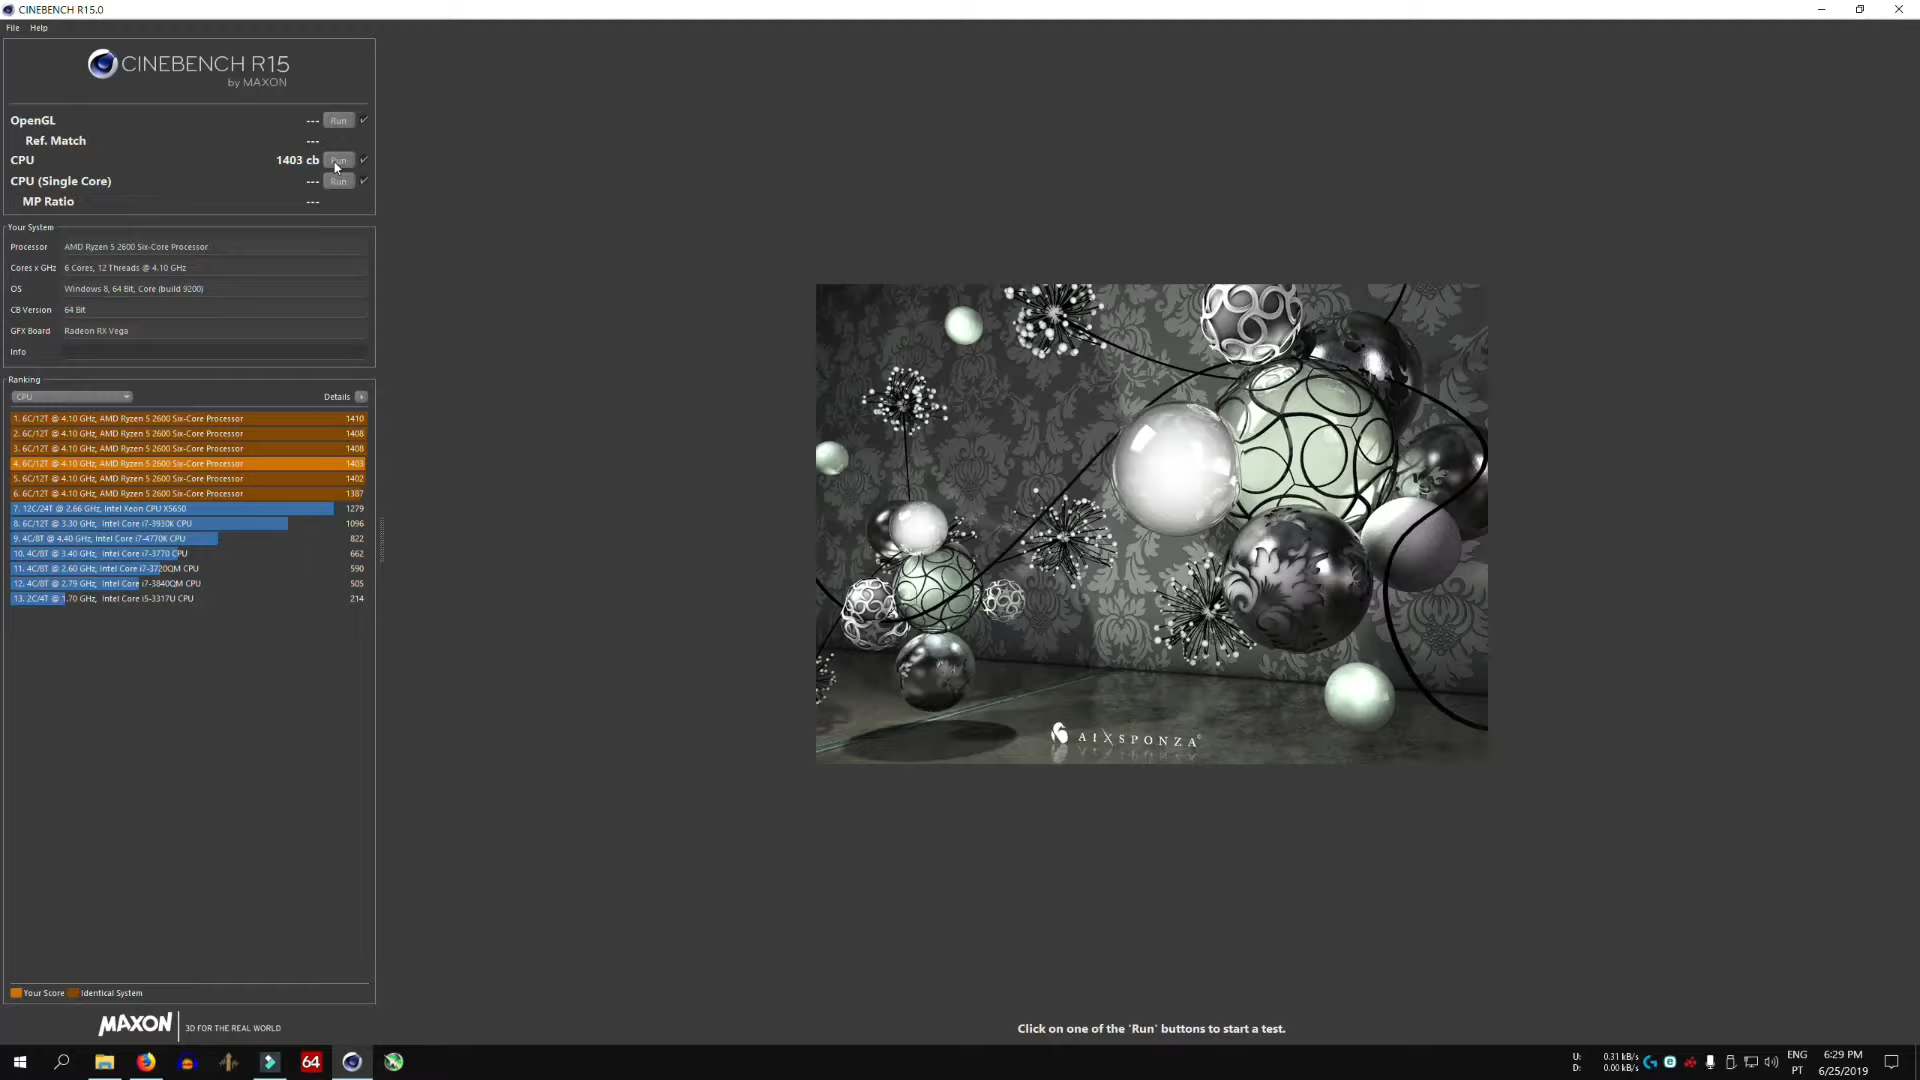 CINEBENCH R15.0
File Help
CINEBENCH R15
by MAXON
OpenGL --- Run
Ref. Match ---
CPU 1403 cb Run
CPU (Single Core) --- Run
MP Ratio ---
Your System
Processor AMD Ryzen 5 2600 Six-Core Processor
Cores x GHz 6 Cores, 12 Threads @ 4.10 GHz
OS Windows 8, 64 Bit, Core (build 9200)
CB Version 64 Bit
GFX Board Radeon RX Vega
Info
Ranking
CPU Details
1. 6C/12T @ 4.10 GHz, AMD Ryzen 5 2600 Six-Core Processor 1410
2. 6C/12T @ 4.10 GHz, AMD Ryzen 5 2600 Six-Core Processor 1408
3. 6C/12T @ 4.10 GHz, AMD Ryzen 5 2600 Six-Core Processor 1408
4. 6C/12T @ 4.10 GHz, AMD Ryzen 5 2600 Six-Core Processor 1403
5. 6C/12T @ 4.10 GHz, AMD Ryzen 5 2600 Six-Core Processor 1402
6. 6C/12T @ 4.10 GHz, AMD Ryzen 5 2600 Six-Core Processor 1387
7. 12C/24T @ 2.66 GHz, Intel Xeon CPU X5650 1279
8. 6C/12T @ 3.30 GHz, Intel Core i7-3930K CPU 1096
9. 4C/8T @ 4.40 GHz, Intel Core i7-4770K CPU 822
10. 4C/8T @ 3.40 GHz, Intel Core i7-3770 CPU 662
11. 4C/8T @ 2.60 GHz, Intel Core i7-3720QM CPU 590
12. 4C/8T @ 2.79 GHz, Intel Core i7-3840QM CPU 505
13. 2C/4T @ 1.70 GHz, Intel Core i5-3317U CPU 214
AIXSPONZA
Your Score Identical System
MAXON 3D FOR THE REAL WORLD
Click on one of the 'Run' buttons to start a test.
64
U: 0.31 kB/s
D: 0.00 kB/s
ENG
PT
6:29 PM
6/25/2019